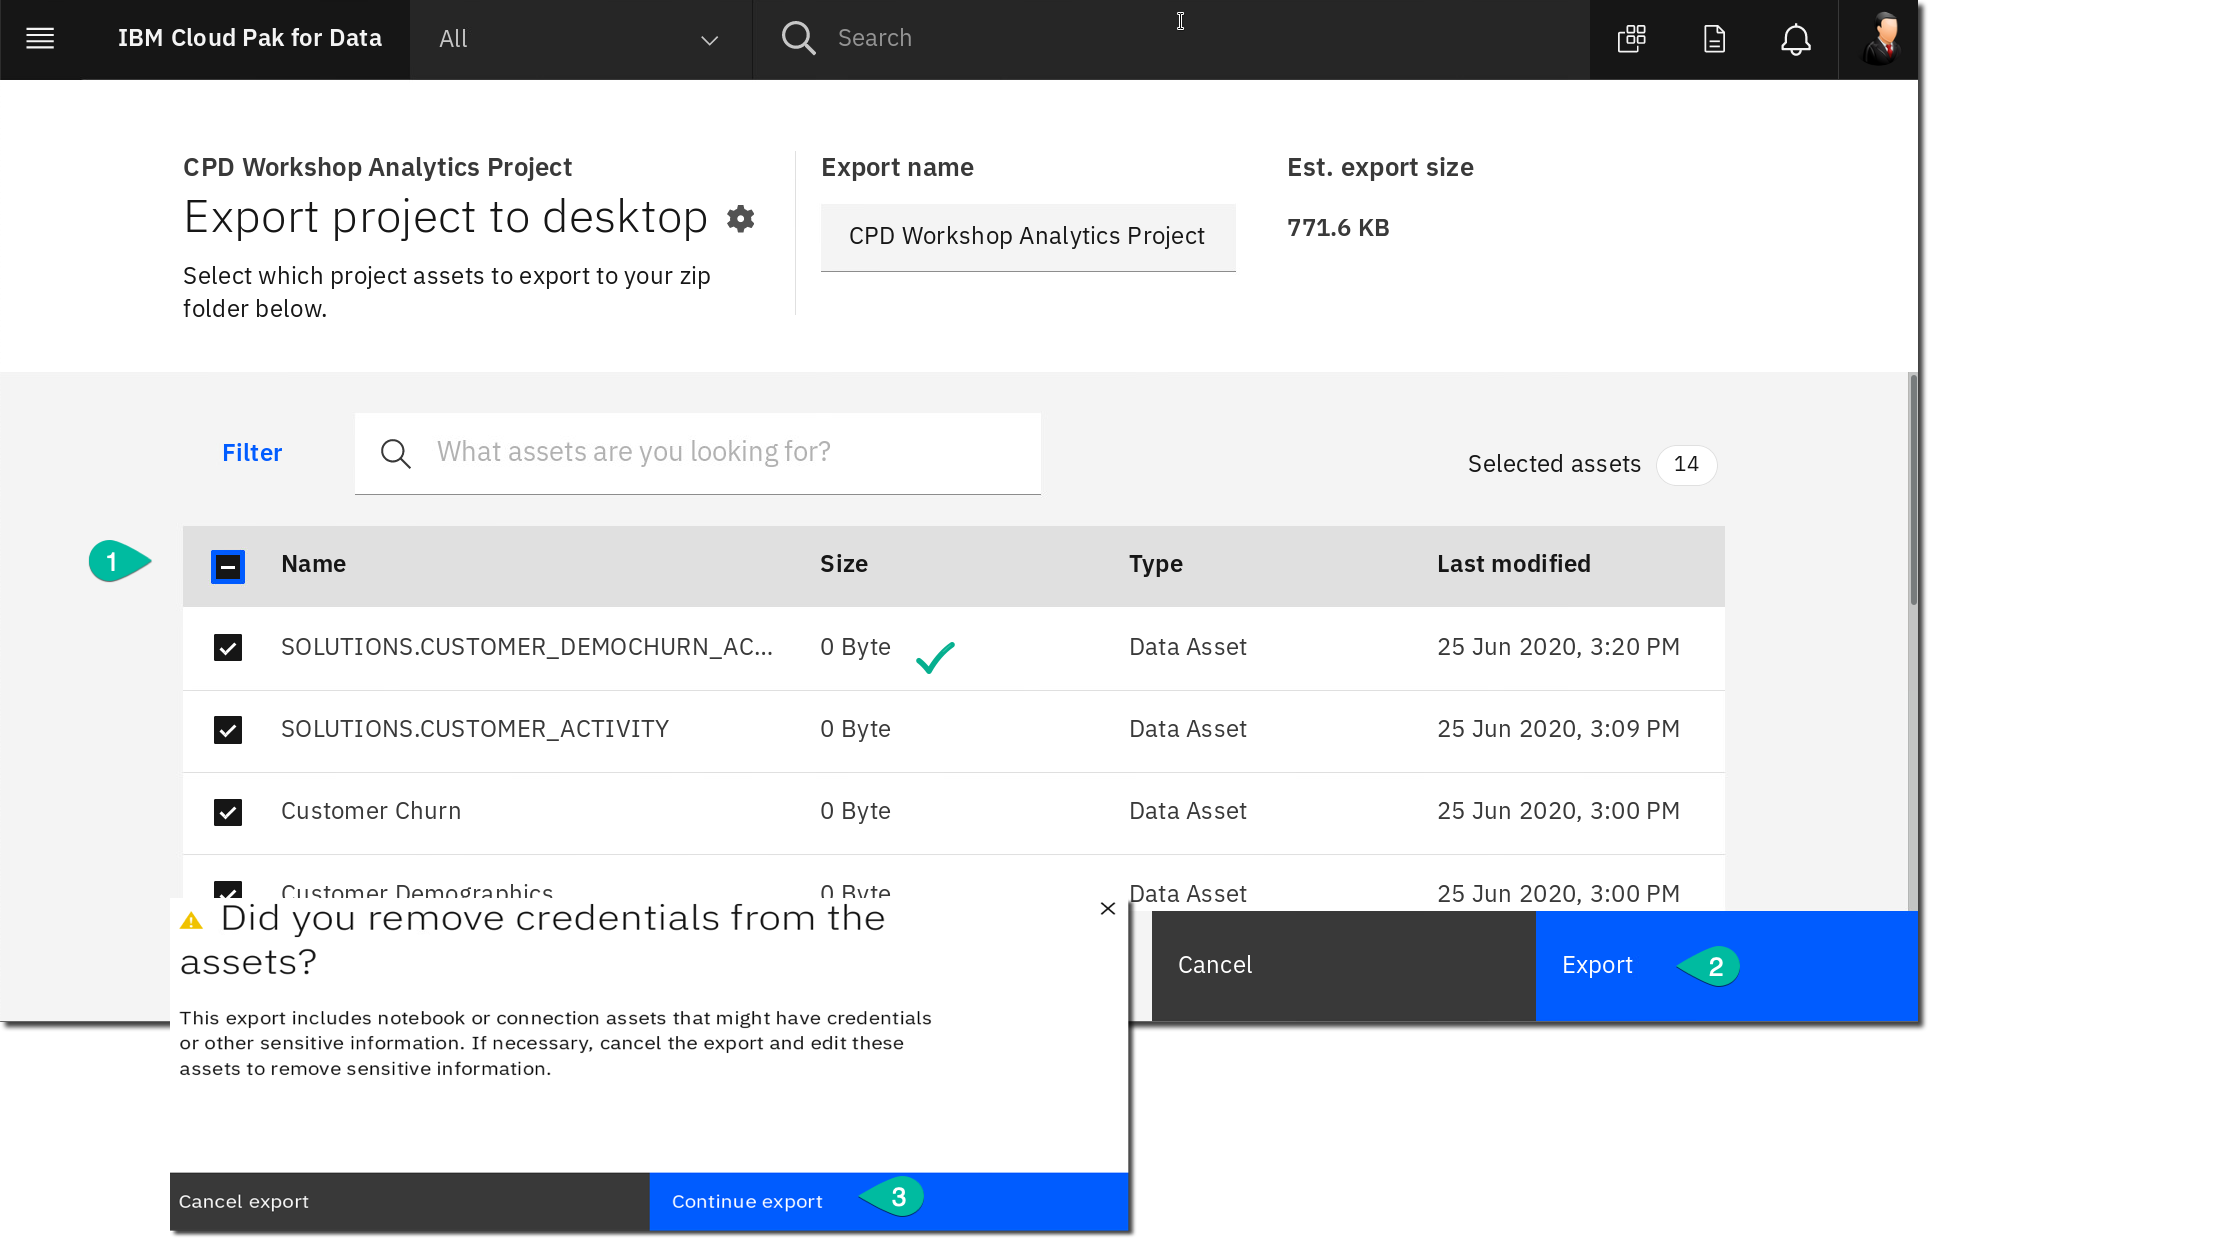 IBM Cloud Pak for Data
All
Search
CPD Workshop Analytics Project
Export project to desktop
Select which project assets to export to your zip
folder below.
Export name
CPD Workshop Analytics Project
Est. export size
771.6 KB
Filter
What assets are you looking for?
Selected assets 14
1
Name Size Type Last modified
SOLUTIONS.CUSTOMER_DEMOCHURN_AC... 0 Byte Data Asset 25 Jun 2020, 3:20 PM
SOLUTIONS.CUSTOMER_ACTIVITY 0 Byte Data Asset 25 Jun 2020, 3:09 PM
Customer Churn 0 Byte Data Asset 25 Jun 2020, 3:00 PM
Customer Demographics 0 Byte Data Asset 25 Jun 2020, 3:00 PM
Did you remove credentials from the
assets?
This export includes notebook or connection assets that might have credentials
or other sensitive information. If necessary, cancel the export and edit these
assets to remove sensitive information.
Cancel
Export
2
Cancel export
Continue export
3